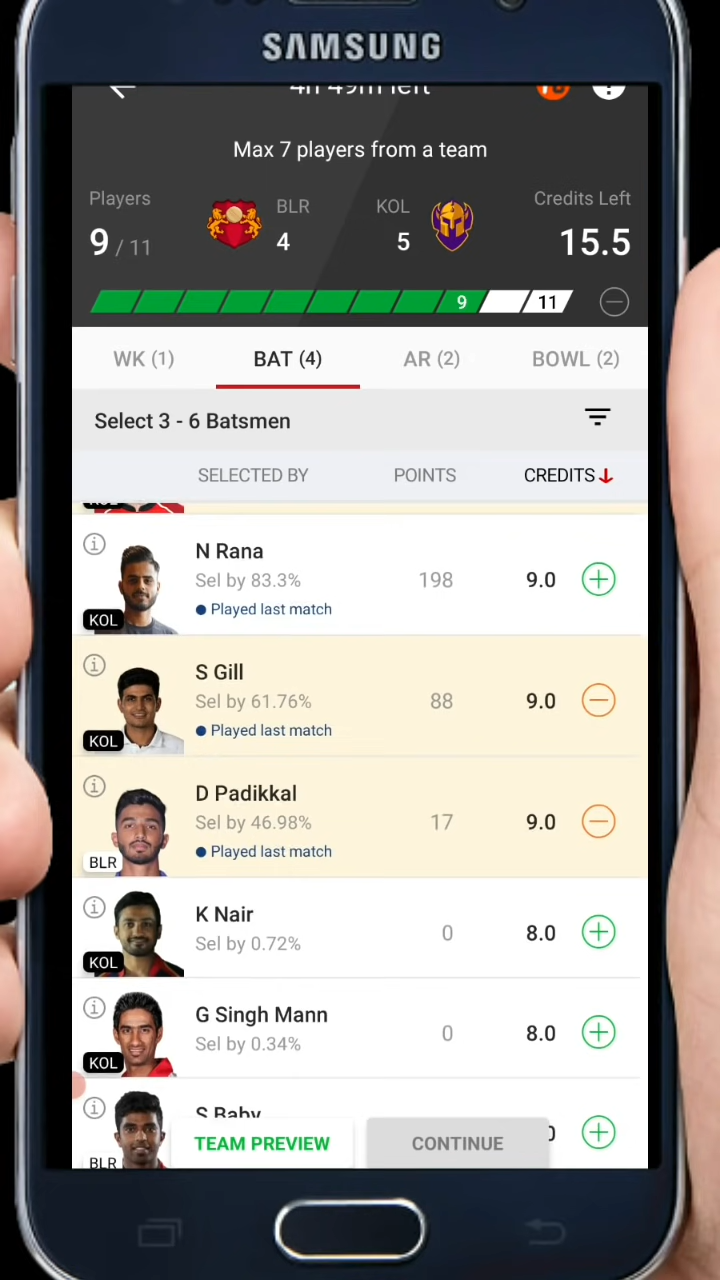 SAMSUNG
4h 49m left
Max 7 players from a team
Players
BLR
KOL
Credits Left
9 / 11
4
5
15.5
9
11
WK (1)
BAT (4)
AR (2)
BOWL (2)
Select 3 - 6 Batsmen
SELECTED BY
POINTS
CREDITS
N Rana
Sel by 83.3%
198
9.0
Played last match
KOL
S Gill
Sel by 61.76%
88
9.0
Played last match
KOL
D Padikkal
Sel by 46.98%
17
9.0
Played last match
BLR
K Nair
Sel by 0.72%
0
8.0
KOL
G Singh Mann
Sel by 0.34%
0
8.0
KOL
S Baby
BLR
TEAM PREVIEW
CONTINUE